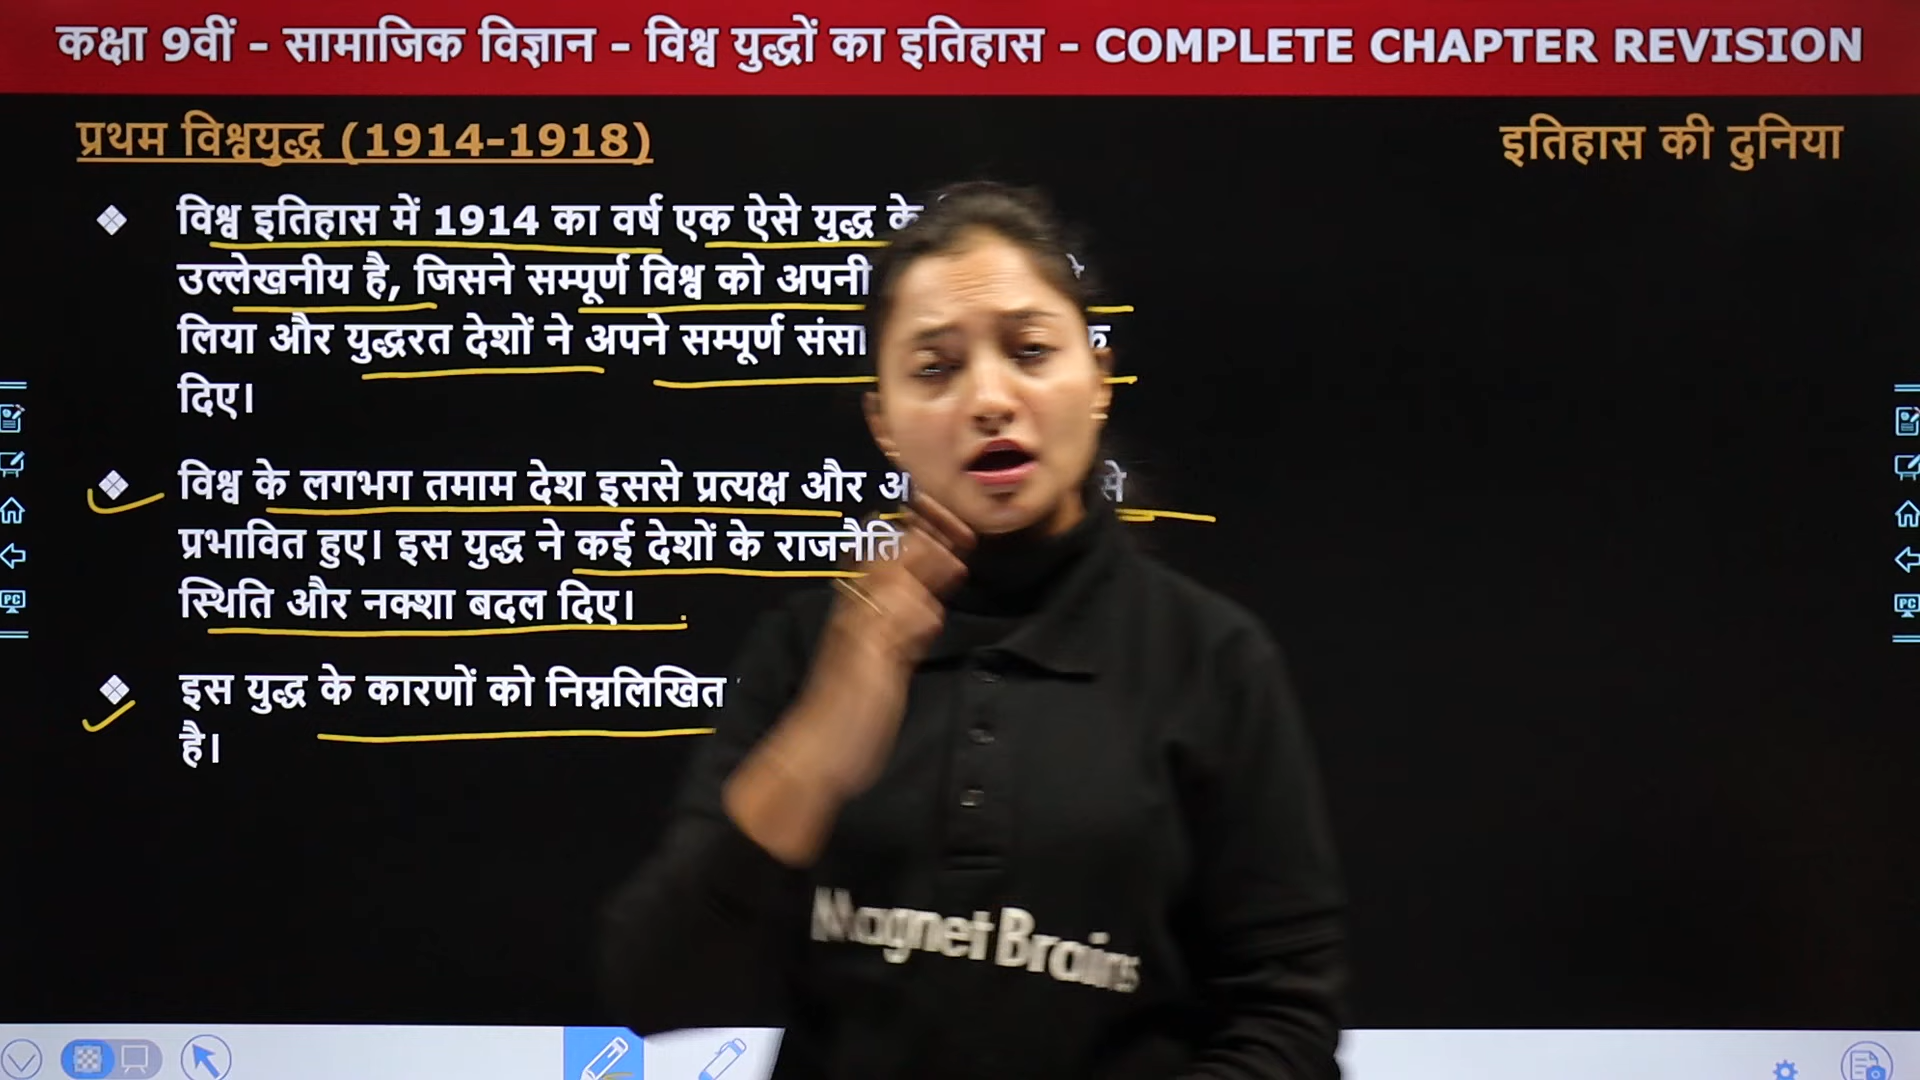 कक्षा 9वीं - सामाजिक विज्ञान - विश्व युद्धों का इतिहास - COMPLETE CHAPTER REVISION
प्रथम विश्वयुद्ध (1914-1918)
इतिहास की दुनिया
❖ विश्व इतिहास में 1914 का वर्ष एक ऐसे युद्ध के
उल्लेखनीय है, जिसने सम्पूर्ण विश्व को अपनी
लिया और युद्धरत देशों ने अपने सम्पूर्ण
दिए।
❖ विश्व के लगभग तमाम देश इससे प्रत्यक्ष और से
प्रभावित हुए। इस युद्ध ने कई देशों के
स्थिति और नक्शा बदल दिए।
❖ इस युद्ध के कारणों को निम्नलिखित
है।
Magnet Brains
PC
PC